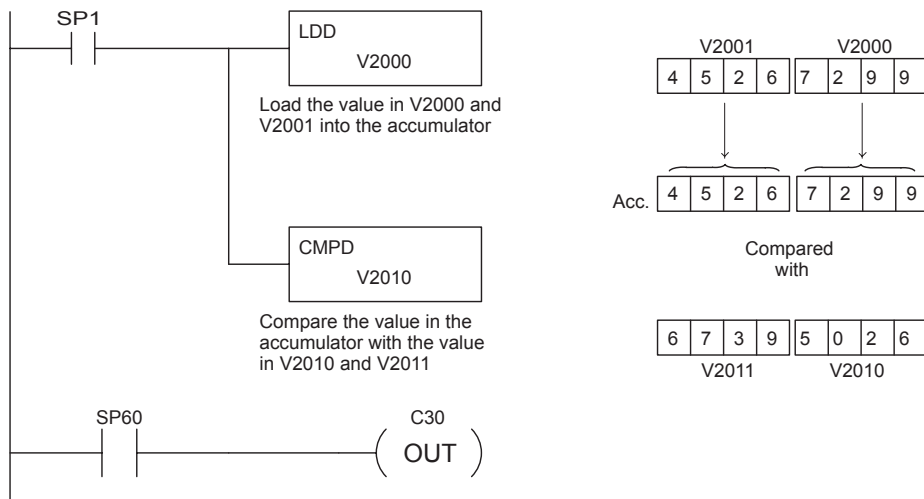 SP1
LDD
V2000
Load the value in V2000 and
V2001 into the accumulator
CMPD
V2010
Compare the value in the
accumulator with the value
in V2010 and V2011
SP60
C30
OUT
V2001 V2000
4 5 2 6 7 2 9 9
Acc. 4 5 2 6 7 2 9 9
Compared
with
6 7 3 9 5 0 2 6
V2011 V2010